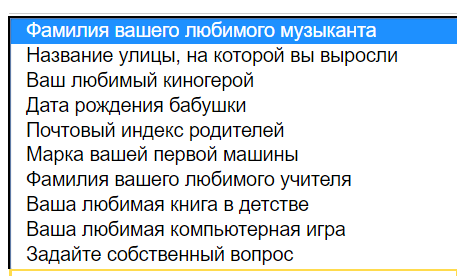 Фамилия вашего любимого музыканта
Название улицы, на которой вы выросли
Ваш любимый киногерой
Дата рождения бабушки
Почтовый индекс родителей
Марка вашей первой машины
Фамилия вашего любимого учителя
Ваша любимая книга в детстве
Ваша любимая компьютерная игра
Задайте собственный вопрос